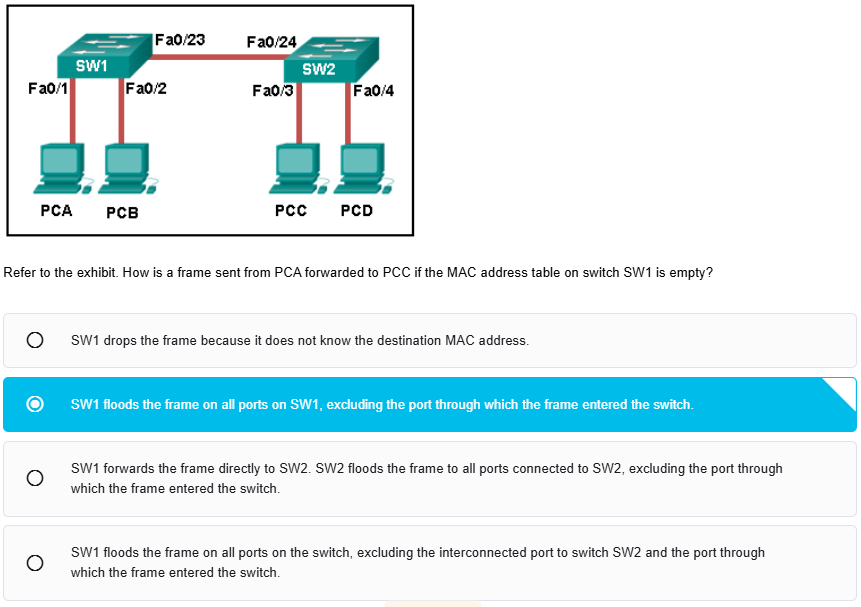 Fa0/23 Fa0/24
SW1 SW2
Fa0/1 Fa0/2 Fa0/3 Fa0/4
PCA PCB PCC PCD
Refer to the exhibit. How is a frame sent from PCA forwarded to PCC if the MAC address table on switch SW1 is empty?
SW1 drops the frame because it does not know the destination MAC address.
SW1 floods the frame on all ports on SW1, excluding the port through which the frame entered the switch.
SW1 forwards the frame directly to SW2. SW2 floods the frame to all ports connected to SW2, excluding the port through
which the frame entered the switch.
SW1 floods the frame on all ports on the switch, excluding the interconnected port to switch SW2 and the port through
which the frame entered the switch.